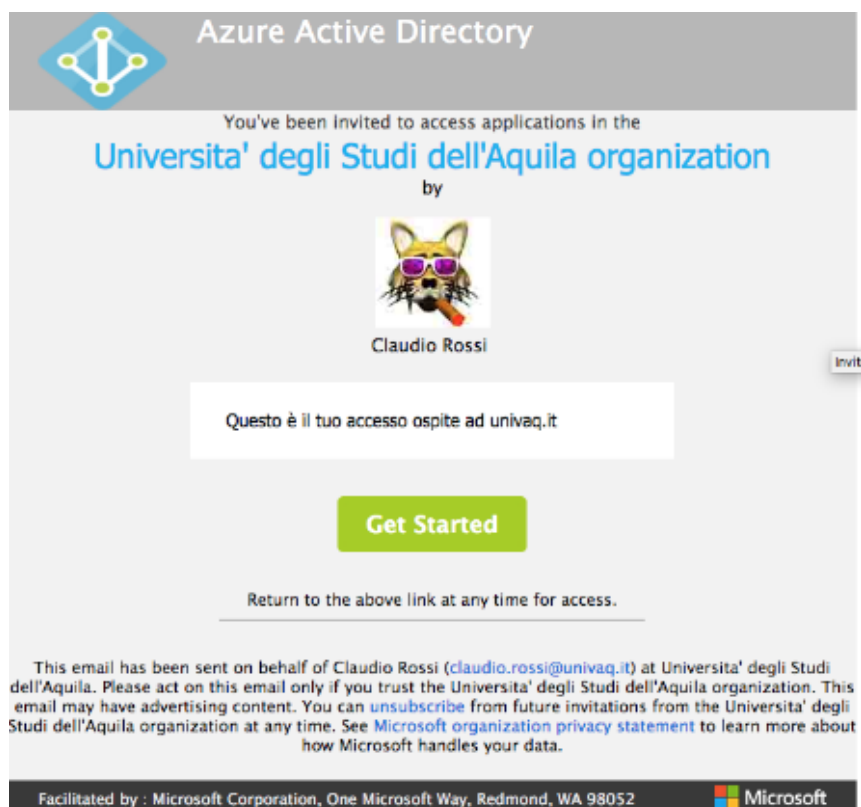 Azure Active Directory
You've been invited to access applications in the
Universita' degli Studi dell'Aquila organization
by
Claudio Rossi
Invit
Questo è il tuo accesso ospite ad univaq.it
Get Started
Return to the above link at any time for access.
This email has been sent on behalf of Claudio Rossi (claudio.rossi@univaq.it) at Universita' degli Studi
dell'Aquila. Please act on this email only if you trust the Universita' degli Studi dell'Aquila organization. This
email may have advertising content. You can unsubscribe from future invitations from the Universita' degli
Studi dell'Aquila organization at any time. See Microsoft organization privacy statement to learn more about
how Microsoft handles your data.
Facilitated by : Microsoft Corporation, One Microsoft Way, Redmond, WA 98052
Microsoft